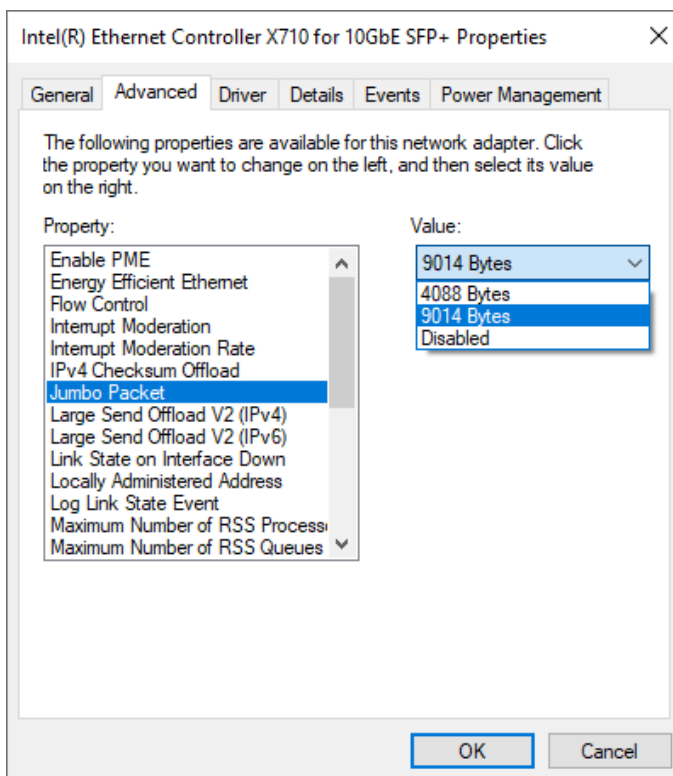 Intel(R) Ethernet Controller X710 for 10GbE SFP+ Properties
General Advanced Driver Details Events Power Management
The following properties are available for this network adapter. Click
the property you want to change on the left, and then select its value
on the right.
Property:
Value:
Enable PME
Energy Efficient Ethernet
Flow Control
Interrupt Moderation
Interrupt Moderation Rate
IPv4 Checksum Offload
Jumbo Packet
Large Send Offload V2 (IPv4)
Large Send Offload V2 (IPv6)
Link State on Interface Down
Locally Administered Address
Log Link State Event
Maximum Number of RSS Process
Maximum Number of RSS Queues
9014 Bytes
4088 Bytes
9014 Bytes
Disabled
OK
Cancel